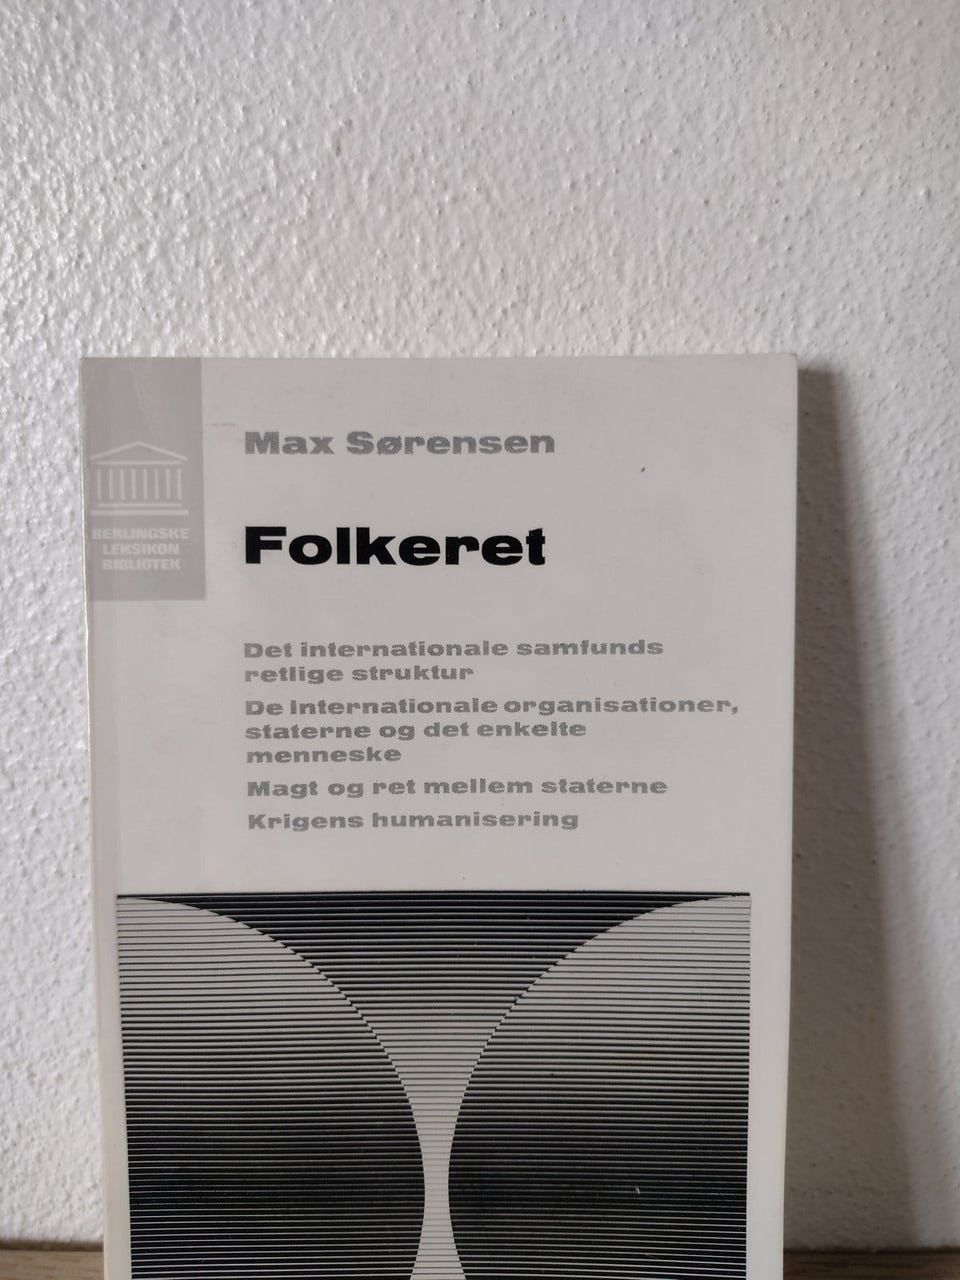 Max Sørensen
BERLINGSKE
LEKSIKON
BIBLIOTEK
Folkeret
Det internationale samfunds
retlige struktur
De internationale organisationer,
staterne og det enkelte
menneske
Magt og ret mellem staterne
Krigens humanisering